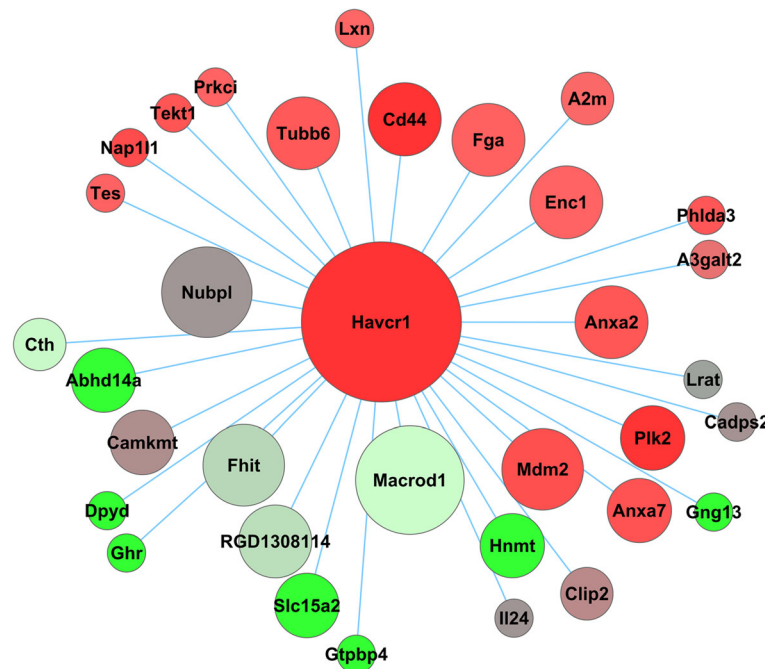 Lxn
Prkci
A2m
Tekt1
Cd44
Tubb6
Fga
Nap1l1
Tes
Enc1
Phlda3
A3galt2
Nubpl
Havcr1
Anxa2
Cth
Abhd14a
Lrat
Cadps2
Camkmt
Plk2
Fhit
Macrod1
Mdm2
Dpyd
Anxa7
Gng13
RGD1308114
Hnmt
Ghr
Slc15a2
Clip2
Il24
Gtpbp4